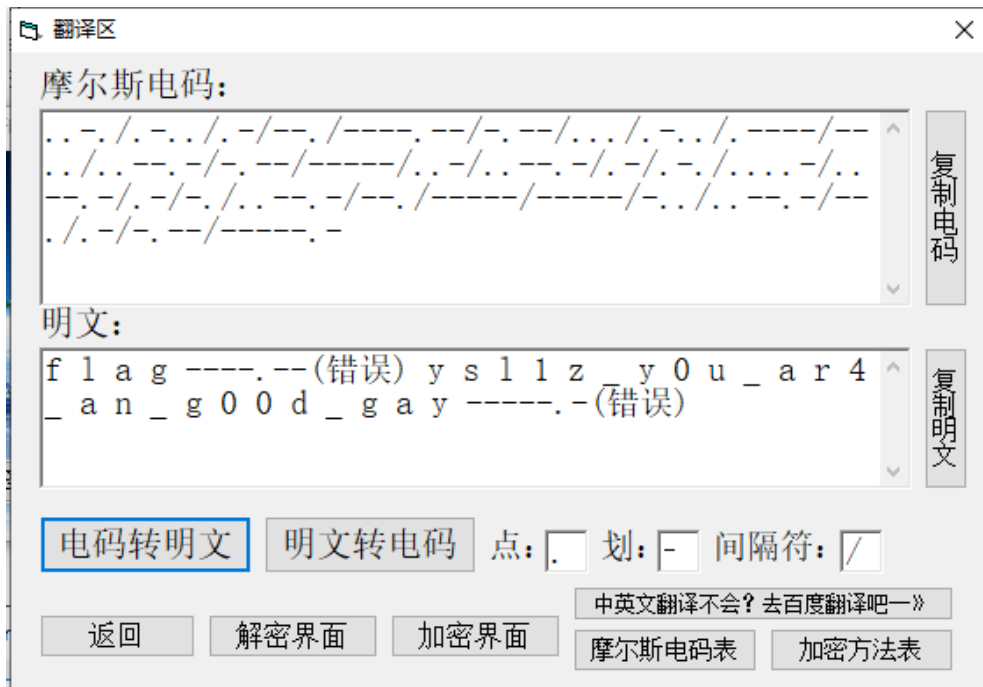 翻译区
摩尔斯电码：
..-./.-../.-/--./----.--/-.--/.../.-../.----/--
../..--.-/-.--/-----/..-/..--.-/.-/.-./....-/..
--.-/.-/-./..--.-/--./-----/-----/-../..--.-/--
./.-/-.--/-----.-
复制电码
明文：
f l a g ----.--(错误) y s l 1 z _ y 0 u _ a r 4
_ a n _ g 0 0 d _ g a y -----.-(错误)
复制明文
电码转明文 明文转电码 点： . 划： - 间隔符： /
中英文翻译不会？去百度翻译吧一》
返回 解密界面 加密界面 摩尔斯电码表 加密方法表